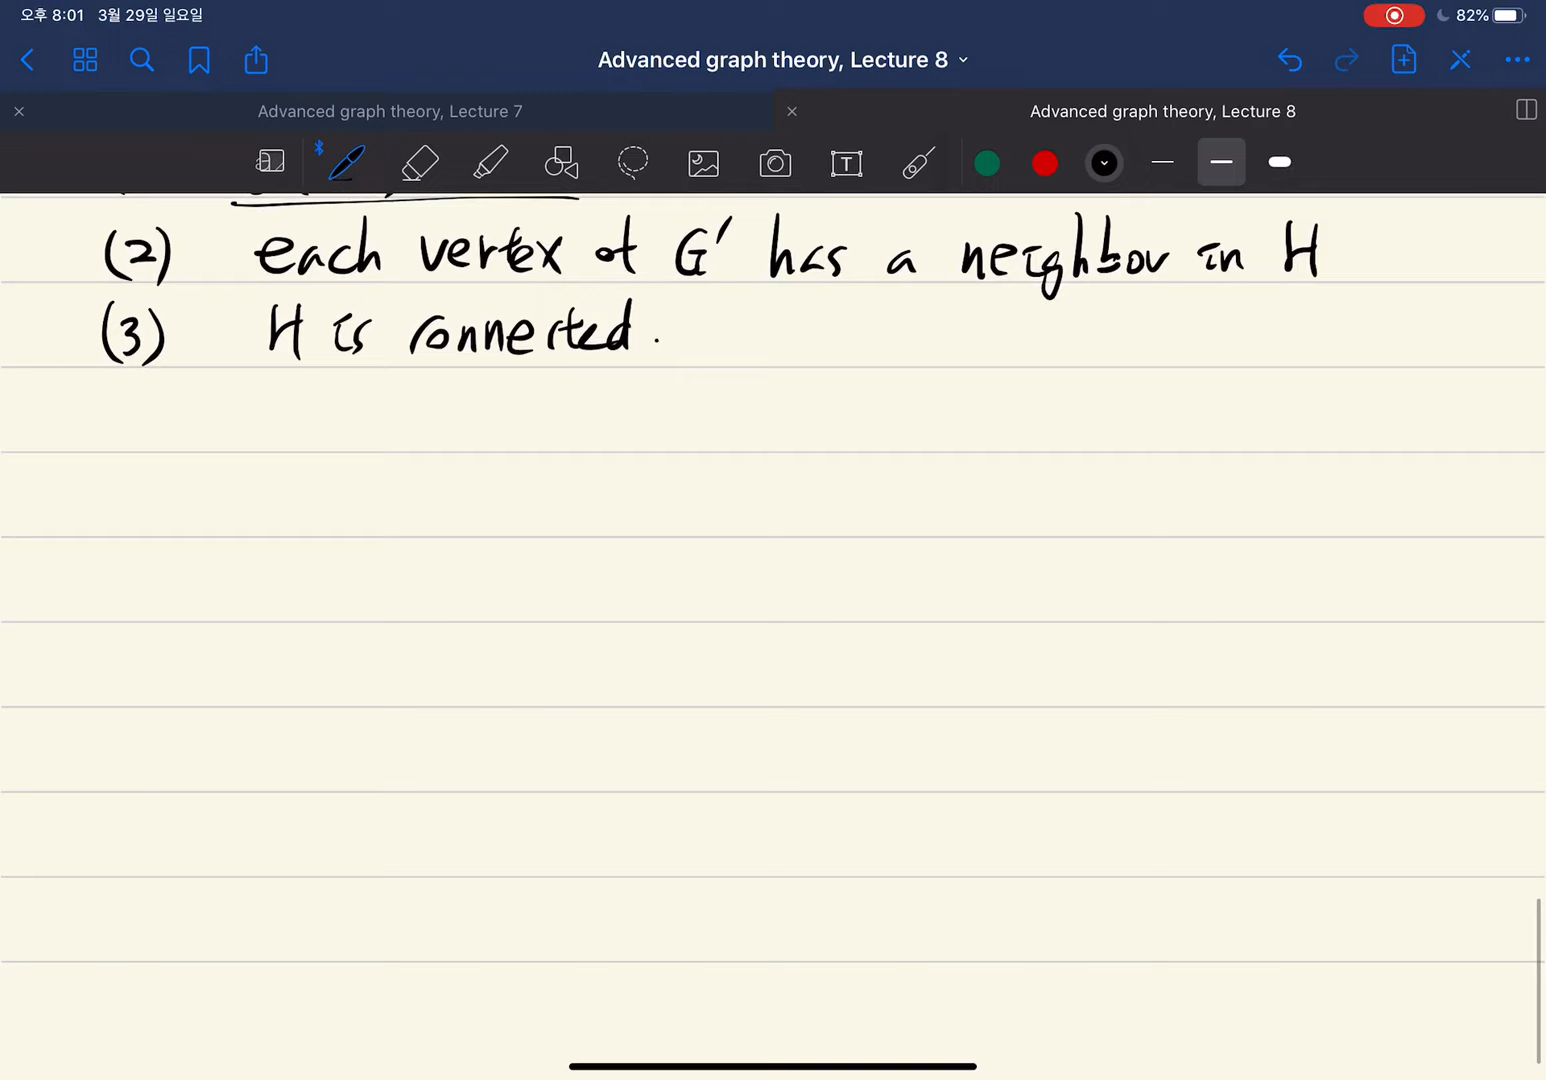 오후 8:01 3월 29일 일요일 82%
Advanced graph theory, Lecture 8
Advanced graph theory, Lecture 7 Advanced graph theory, Lecture 8
(2) each vertex of G' has a neighbor in H
(3) H is connected.